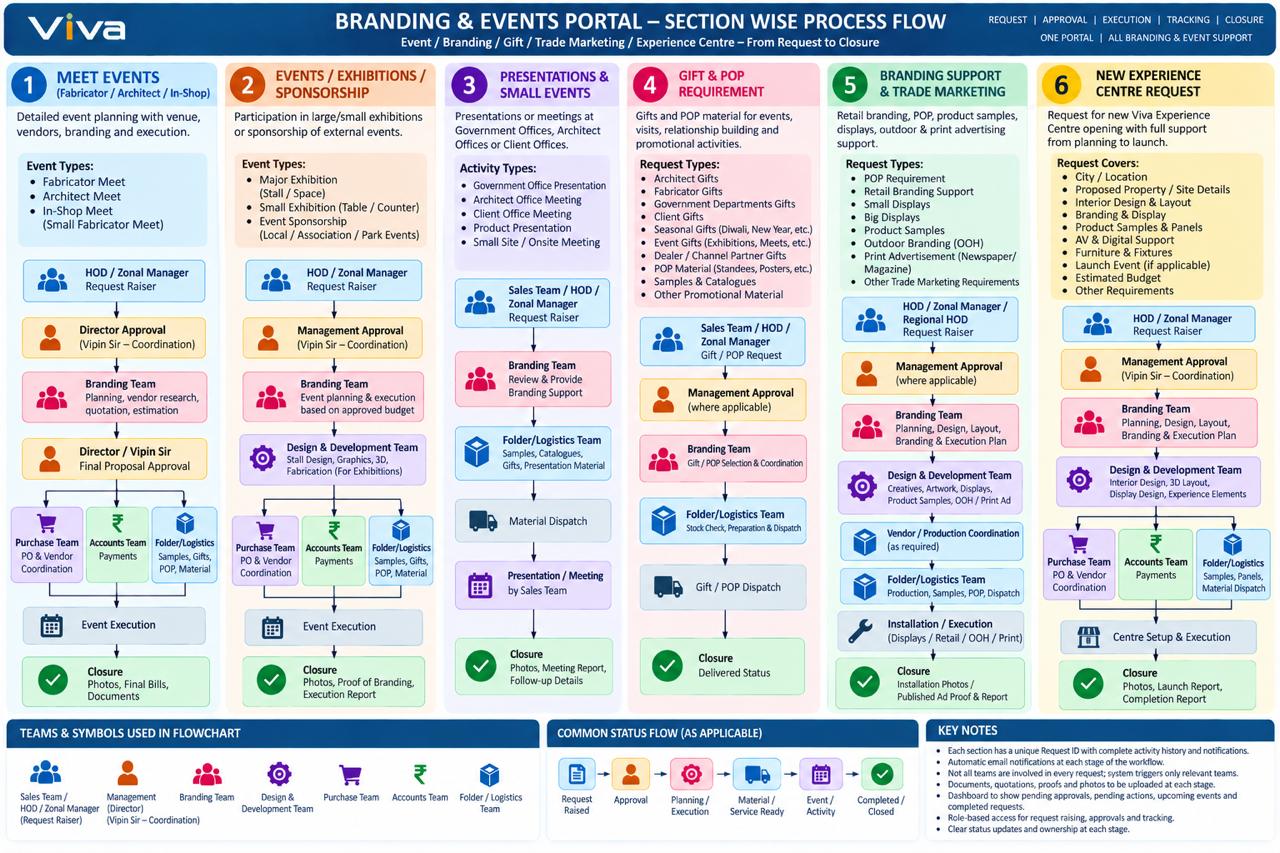 Viva
BRANDING & EVENTS PORTAL – SECTION WISE PROCESS FLOW
Event / Branding / Gift / Trade Marketing / Experience Centre – From Request to Closure
REQUEST | APPROVAL | EXECUTION | TRACKING | CLOSURE
ONE PORTAL | ALL BRANDING & EVENT SUPPORT
1
MEET EVENTS
(Fabricator / Architect / In-Shop)
Detailed event planning with venue,
vendors, branding and execution.
Event Types:
• Fabricator Meet
• Architect Meet
• In-Shop Meet
(Small Fabricator Meet)
HOD / Zonal Manager
Request Raiser
Director Approval
(Vipin Sir – Coordination)
Branding Team
Planning, vendor research,
quotation, estimation
Director / Vipin Sir
Final Proposal Approval
Purchase Team
PO & Vendor
Coordination
₹
Accounts Team
Payments
Folder/Logistics
Samples, Gifts,
POP, Material
Event Execution
Closure
Photos, Final Bills,
Documents
2
EVENTS / EXHIBITIONS /
SPONSORSHIP
Participation in large/small exhibitions
or sponsorship of external events.
Event Types:
• Major Exhibition
(Stall / Space)
• Small Exhibition (Table / Counter)
• Event Sponsorship
(Local / Association / Park Events)
HOD / Zonal Manager
Request Raiser
Management Approval
(Vipin Sir – Coordination)
Branding Team
Event planning & execution
based on approved budget
Design & Development Team
Stall Design, Graphics, 3D,
Fabrication (For Exhibitions)
Purchase Team
PO & Vendor
Coordination
₹
Accounts Team
Payments
Folder/Logistics
Samples, Gifts,
POP, Material
Event Execution
Closure
Photos, Proof of Branding,
Execution Report
3
PRESENTATIONS &
SMALL EVENTS
Presentations or meetings at
Government Offices, Architect
Offices or Client Offices.
Activity Types:
• Government Office Presentation
• Architect Office Meeting
• Client Office Meeting
• Product Presentation
• Small Site / Onsite Meeting
Sales Team / HOD /
Zonal Manager
Request Raiser
Branding Team
Review & Provide
Branding Support
Folder/Logistics Team
Samples, Catalogues,
Gifts, Presentation Material
Material Dispatch
Presentation / Meeting
by Sales Team
Closure
Photos, Meeting Report,
Follow-up Details
4
GIFT & POP
REQUIREMENT
Gifts and POP material for events,
visits, relationship building and
promotional activities.
Request Types:
• Architect Gifts
• Fabricator Gifts
• Government Departments Gifts
• Client Gifts
• Seasonal Gifts (Diwali, New Year, etc.)
• Event Gifts (Exhibitions, Meets, etc.)
• Dealer / Channel Partner Gifts
• POP Material (Standees, Posters, etc.)
• Samples & Catalogues
• Other Promotional Material
Sales Team / HOD /
Zonal Manager
Gift / POP Request
Management Approval
(where applicable)
Branding Team
Gift / POP Selection & Coordination
Folder/Logistics Team
Stock Check, Preparation & Dispatch
Gift / POP Dispatch
Closure
Delivered Status
5
BRANDING SUPPORT
& TRADE MARKETING
Retail branding, POP, product samples,
displays, outdoor & print advertising
support.
Request Types:
• POP Requirement
• Retail Branding Support
• Small Displays
• Big Displays
• Product Samples
• Outdoor Branding (OOH)
• Print Advertisement (Newspaper/
Magazine)
• Other Trade Marketing Requirements
HOD / Zonal Manager /
Regional HOD
Request Raiser
Management Approval
(where applicable)
Branding Team
Planning, Design, Layout,
Branding & Execution Plan
Design & Development Team
Creatives, Artwork, Displays,
Product Samples, OOH / Print Ad
Vendor / Production Coordination
(as required)
Folder/Logistics Team
Production, Samples, POP, Dispatch
Installation / Execution
(Displays / Retail / OOH / Print)
Closure
Installation Photos /
Published Ad Proof & Report
6
NEW EXPERIENCE
CENTRE REQUEST
Request for new Viva Experience
Centre opening with full support
from planning to launch.
Request Covers:
• City / Location
• Proposed Property / Site Details
• Interior Design & Layout
• Branding & Display
• Product Samples & Panels
• AV & Digital Support
• Furniture & Fixtures
• Launch Event (if applicable)
• Estimated Budget
• Other Requirements
HOD / Zonal Manager
Request Raiser
Management Approval
(Vipin Sir – Coordination)
Branding Team
Planning, Design, Layout,
Branding & Execution Plan
Design & Development Team
Interior Design, 3D Layout,
Display Design, Experience Elements
Purchase Team
PO & Vendor
Coordination
₹
Accounts Team
Payments
Folder/Logistics
Samples, Panels,
Material Dispatch
Centre Setup & Execution
Closure
Photos, Launch Report,
Completion Report
TEAMS & SYMBOLS USED IN FLOWCHART
Sales Team /
HOD / Zonal Manager
(Request Raiser)
Management
(Director)
(Vipin Sir – Coordination)
Branding Team
Design &
Development Team
Purchase Team
₹
Accounts Team
Folder / Logistics
Team
COMMON STATUS FLOW (AS APPLICABLE)
Request
Raised
Approval
Planning /
Execution
Material /
Service Ready
Event /
Activity
Completed /
Closed
KEY NOTES
• Each section has a unique Request ID with complete activity history and notifications.
• Automatic email notifications at each stage of the workflow.
• Not all teams are involved in every request; system triggers only relevant teams.
• Documents, quotations, proofs and photos to be uploaded at each stage.
• Dashboard to show pending approvals, pending actions, upcoming events and
completed requests.
• Role-based access for request raising, approvals and tracking.
• Clear status updates and ownership at each stage.